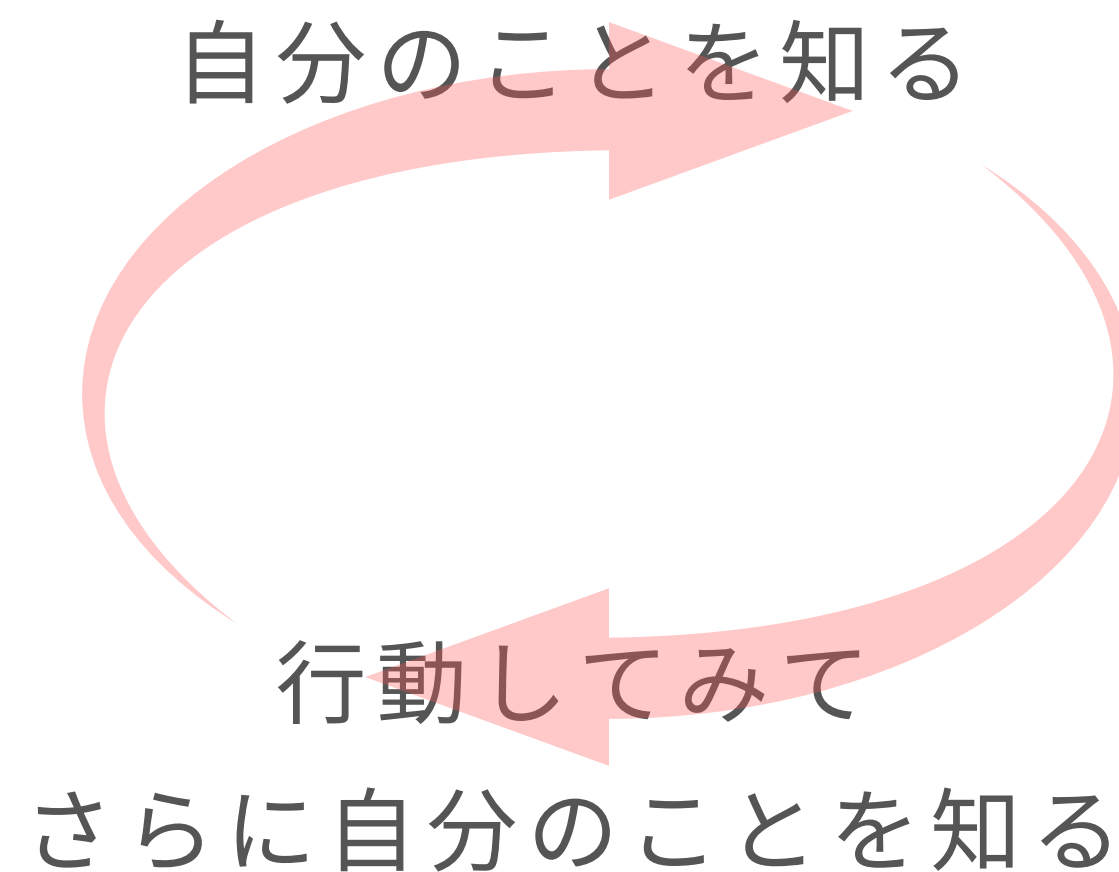 自分のことを知る
行動してみて
さらに自分のことを知る